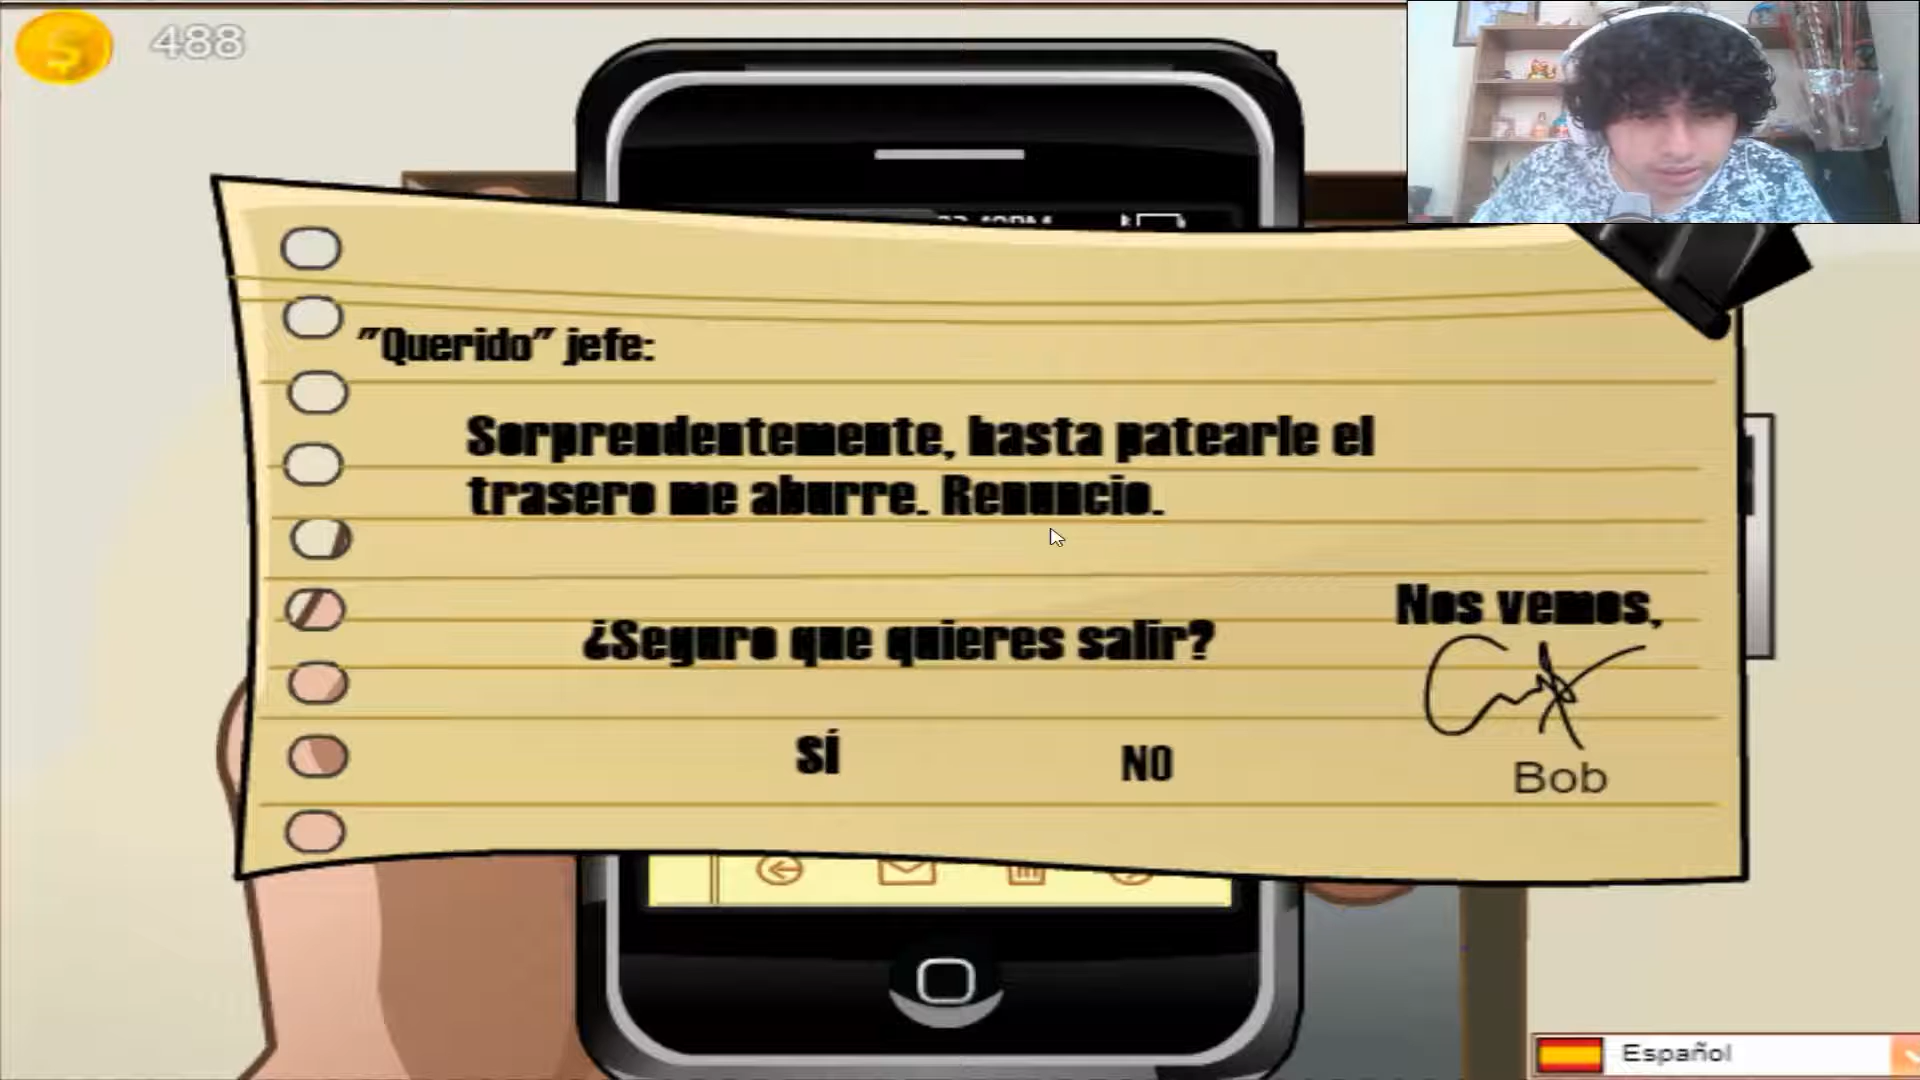 488
"Querido" jefe:
Sorprendentemente, hasta patearle el
trasero me aburre. Renuncio.
¿Seguro que quieres salir?
Nos vemos,
SÍ
NO
Bob
Español